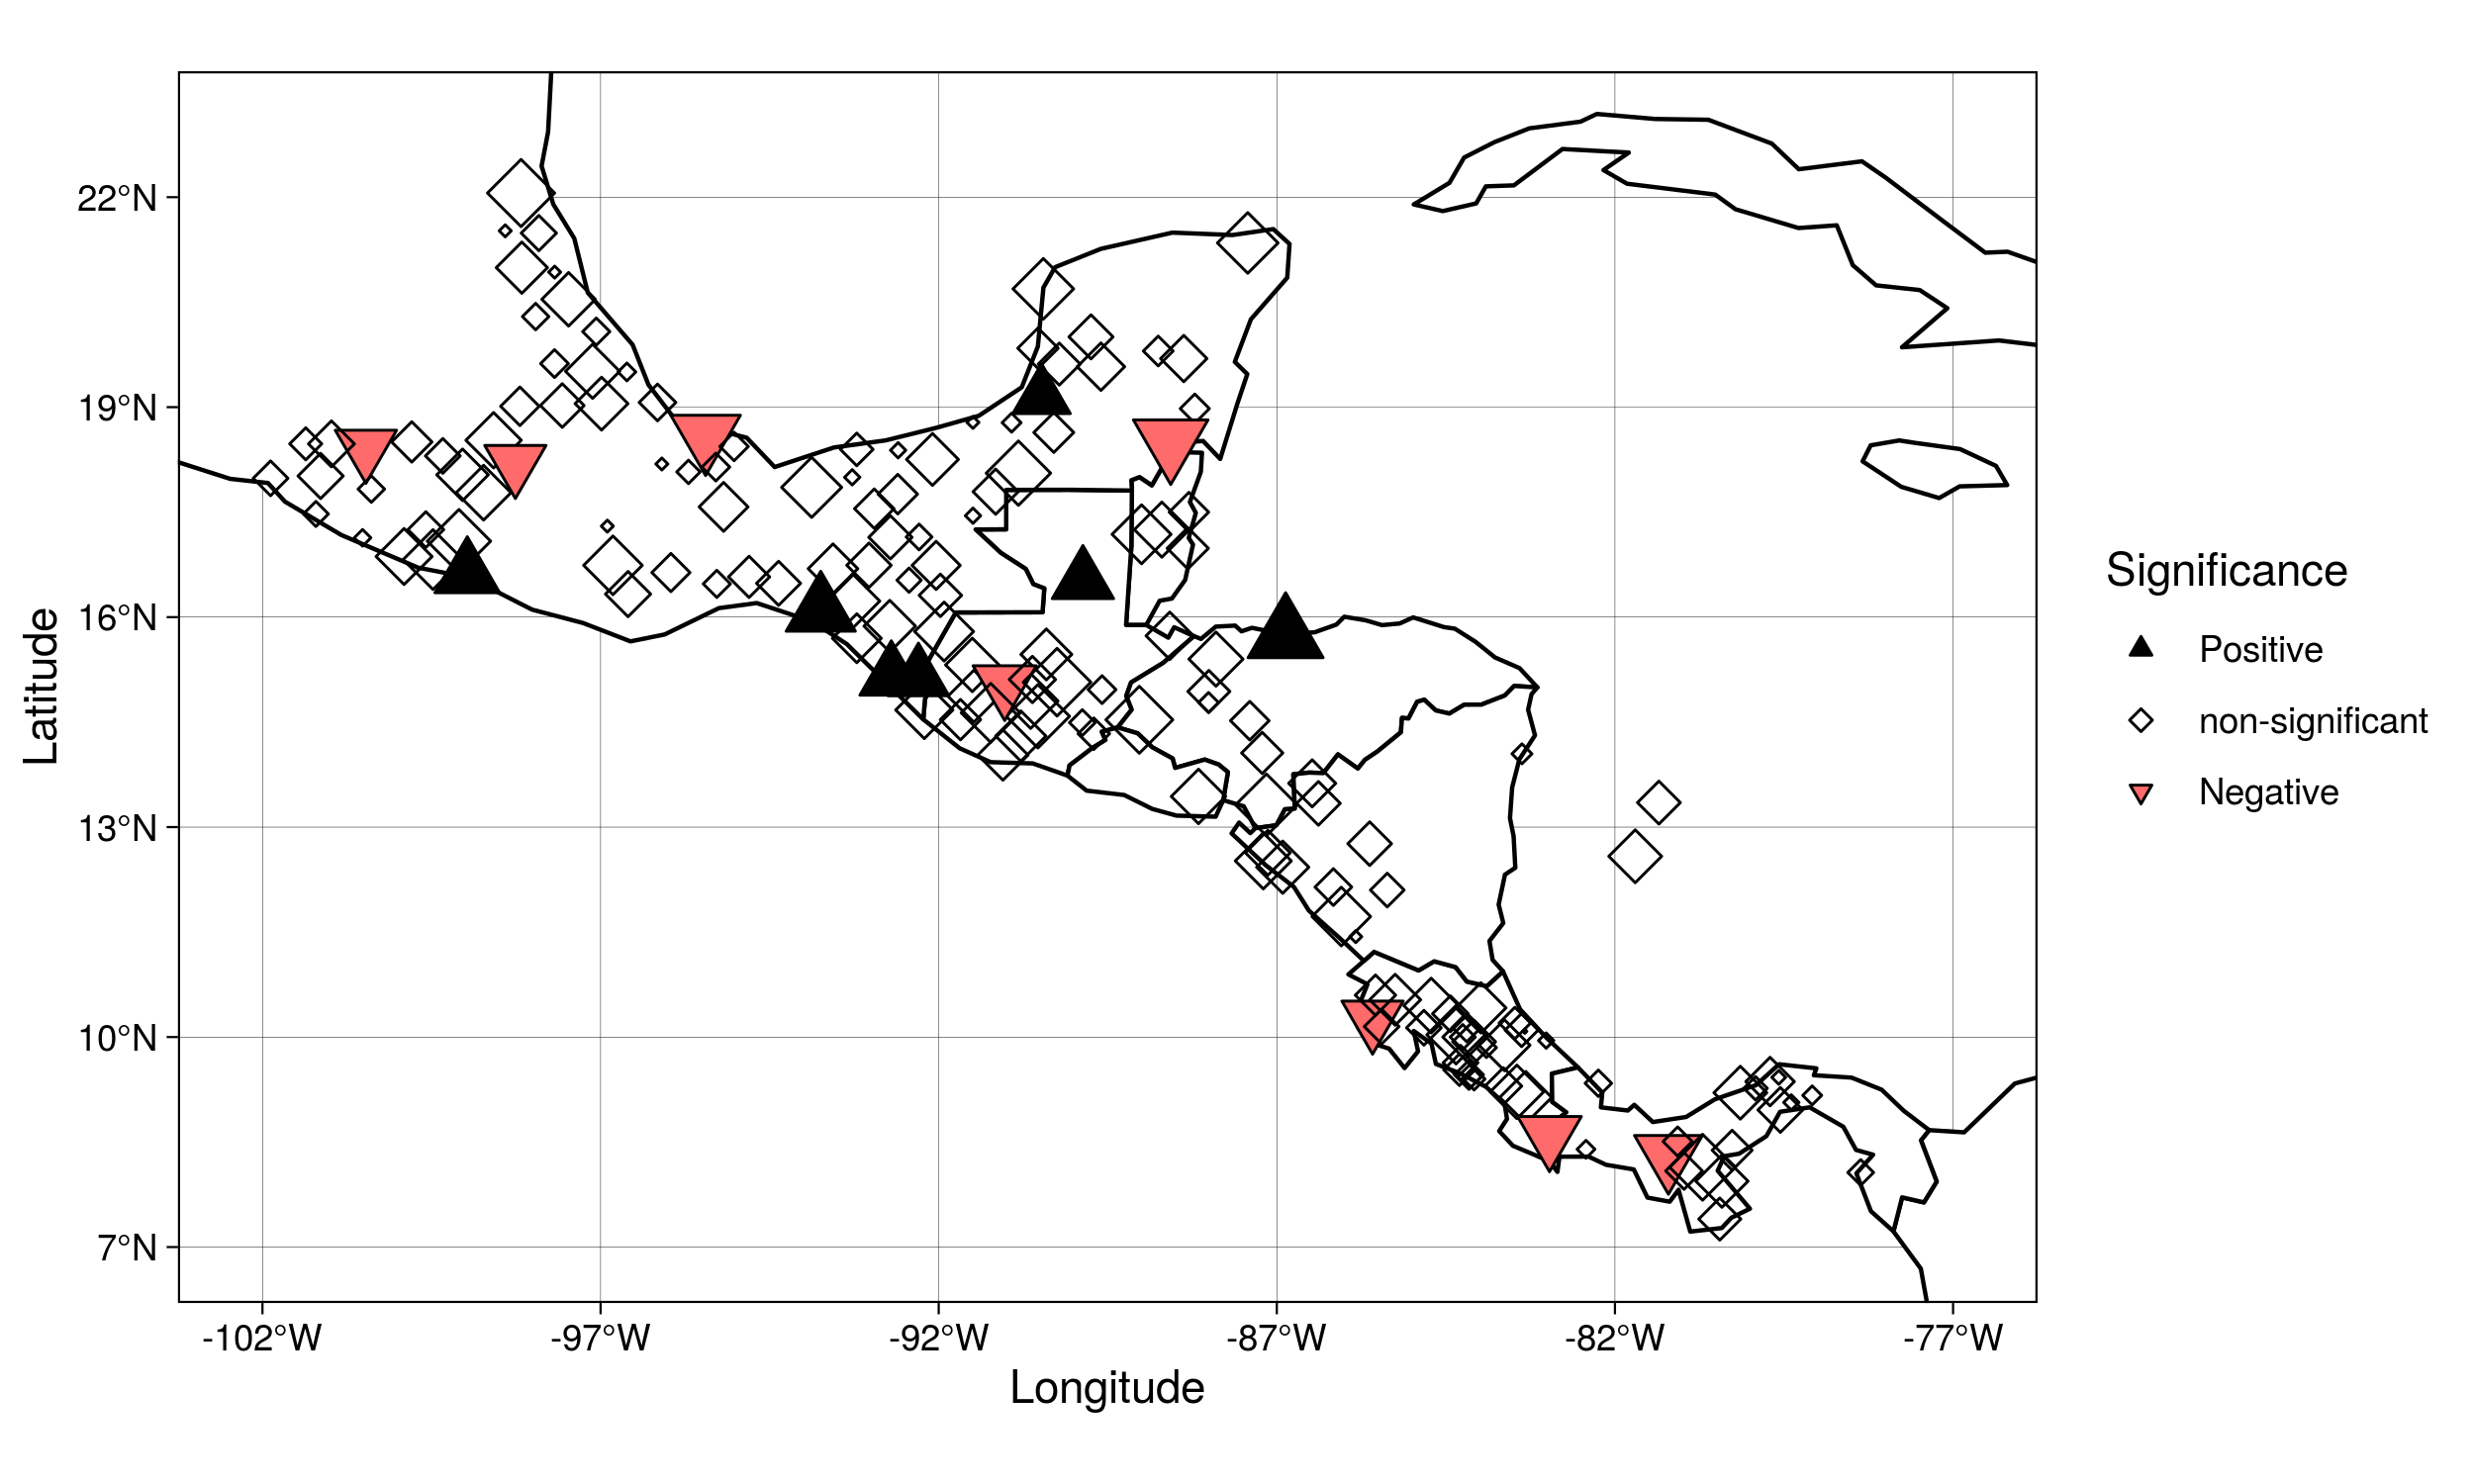 22°N
19°N
16°N
13°N
10°N
7°N
Latitude
-102°W
-97°W
-92°W
-87°W
-82°W
-77°W
Longitude
Significance
Positive
non-significant
Negative